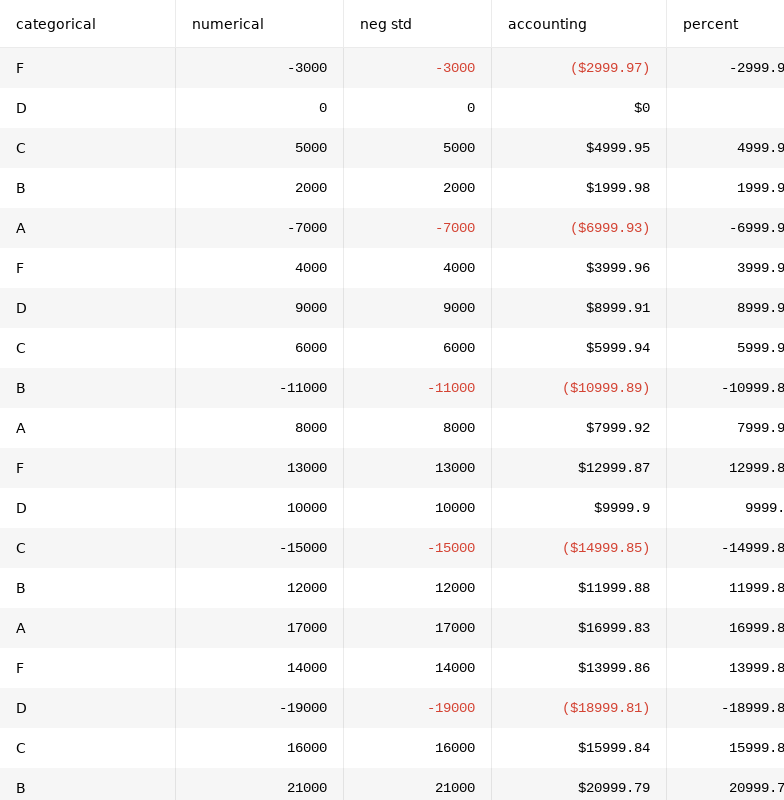 categorical numerical neg std accounting percent
F -3000 -3000 ($2999.97) -2999.9
D 0 0 $0
C 5000 5000 $4999.95 4999.9
B 2000 2000 $1999.98 1999.9
A -7000 -7000 ($6999.93) -6999.9
F 4000 4000 $3999.96 3999.9
D 9000 9000 $8999.91 8999.9
C 6000 6000 $5999.94 5999.9
B -11000 -11000 ($10999.89) -10999.8
A 8000 8000 $7999.92 7999.9
F 13000 13000 $12999.87 12999.8
D 10000 10000 $9999.9 9999.
C -15000 -15000 ($14999.85) -14999.8
B 12000 12000 $11999.88 11999.8
A 17000 17000 $16999.83 16999.8
F 14000 14000 $13999.86 13999.8
D -19000 -19000 ($18999.81) -18999.8
C 16000 16000 $15999.84 15999.8
B 21000 21000 $20999.79 20999.7